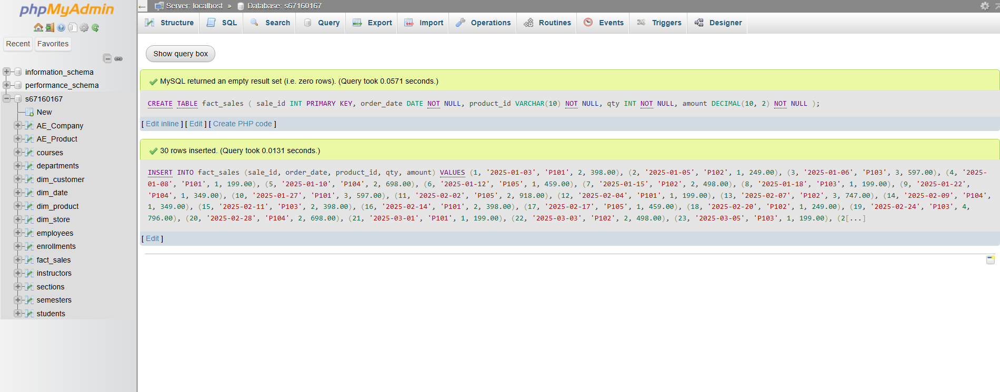 phpMyAdmin
Recent Favorites
information_schema
performance_schema
s67160167
New
AE_Company
AE_Product
courses
departments
dim_customer
dim_date
dim_product
dim_store
employees
enrollments
fact_sales
instructors
sections
semesters
students
Server: localhost » Database: s67160167
Structure SQL Search Query Export Import Operations Routines Events Triggers Designer
Show query box
MySQL returned an empty result set (i.e. zero rows). (Query took 0.0571 seconds.)
CREATE TABLE fact_sales ( sale_id INT PRIMARY KEY, order_date DATE NOT NULL, product_id VARCHAR(10) NOT NULL, qty INT NOT NULL, amount DECIMAL(10, 2) NOT NULL );
[ Edit inline ] [ Edit ] [ Create PHP code ]
30 rows inserted. (Query took 0.0131 seconds.)
INSERT INTO fact_sales (sale_id, order_date, product_id, qty, amount) VALUES (1, '2025-01-03', 'P101', 2, 398.00), (2, '2025-01-05', 'P102', 1, 249.00), (3, '2025-01-06', 'P103', 3, 597.00), (4, '2025-
01-08', 'P101', 1, 199.00), (5, '2025-01-10', 'P104', 2, 698.00), (6, '2025-01-12', 'P105', 1, 459.00), (7, '2025-01-15', 'P102', 2, 498.00), (8, '2025-01-18', 'P103', 1, 199.00), (9, '2025-01-22',
'P104', 1, 349.00), (10, '2025-01-27', 'P101', 3, 597.00), (11, '2025-02-02', 'P105', 2, 918.00), (12, '2025-02-04', 'P101', 1, 199.00), (13, '2025-02-07', 'P102', 3, 747.00), (14, '2025-02-09', 'P104',
1, 349.00), (15, '2025-02-11', 'P103', 2, 398.00), (16, '2025-02-14', 'P101', 2, 398.00), (17, '2025-02-17', 'P105', 1, 459.00), (18, '2025-02-20', 'P102', 1, 249.00), (19, '2025-02-24', 'P103', 4,
796.00), (20, '2025-02-28', 'P104', 2, 698.00), (21, '2025-03-01', 'P101', 1, 199.00), (22, '2025-03-03', 'P102', 2, 498.00), (23, '2025-03-05', 'P103', 1, 199.00), (2[...]
[ Edit ]